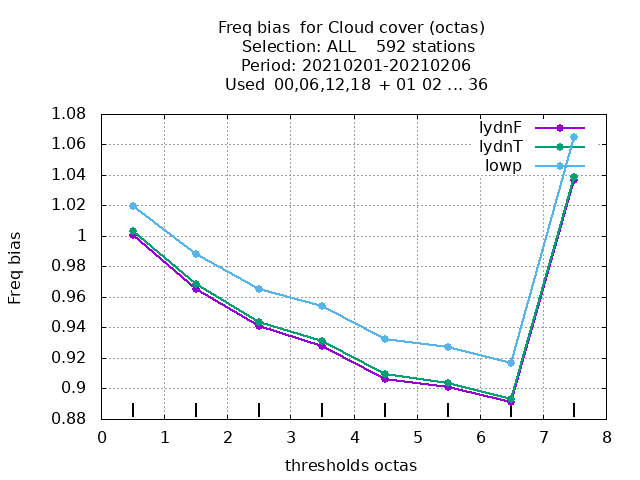 Freq bias  for Cloud cover (octas)
Selection: ALL    592 stations
Period: 20210201-20210206
Used  00,06,12,18  + 01 02 ... 36
1.08
1.06
1.04
1.02
1
0.98
0.96
0.94
0.92
0.9
0.88
Freq bias
lydnF
lydnT
lowp
0 1 2 3 4 5 6 7 8
thresholds octas